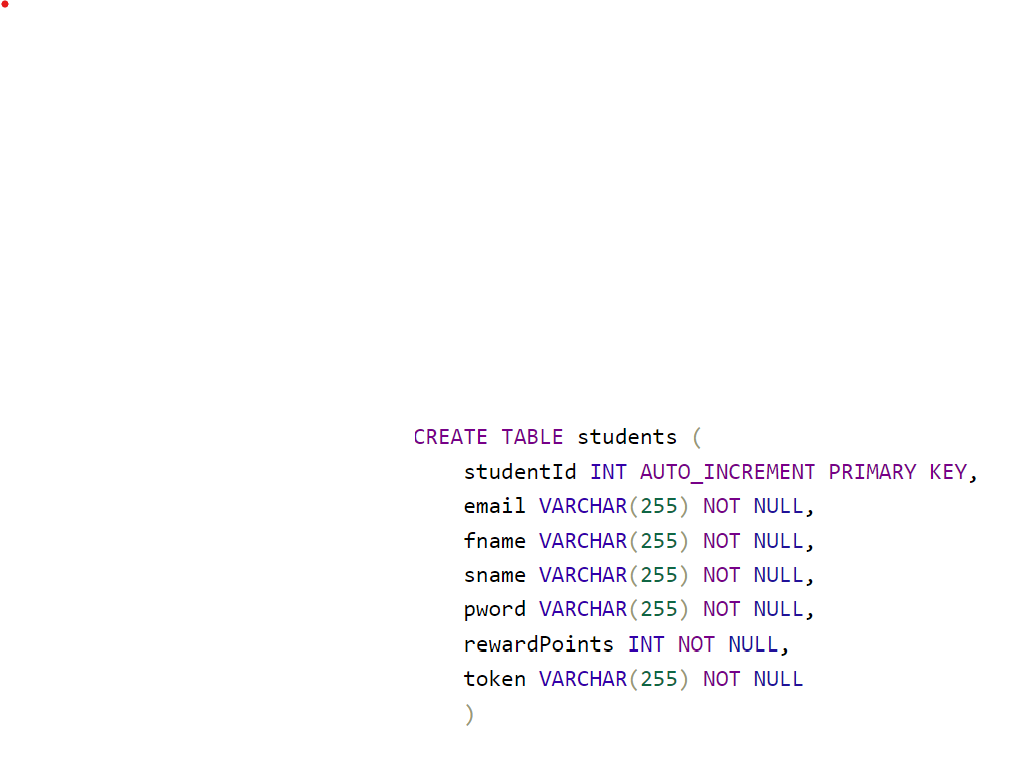 CREATE TABLE students (
    studentId INT AUTO_INCREMENT PRIMARY KEY,
    email VARCHAR(255) NOT NULL,
    fname VARCHAR(255) NOT NULL,
    sname VARCHAR(255) NOT NULL,
    pword VARCHAR(255) NOT NULL,
    rewardPoints INT NOT NULL,
    token VARCHAR(255) NOT NULL
    )